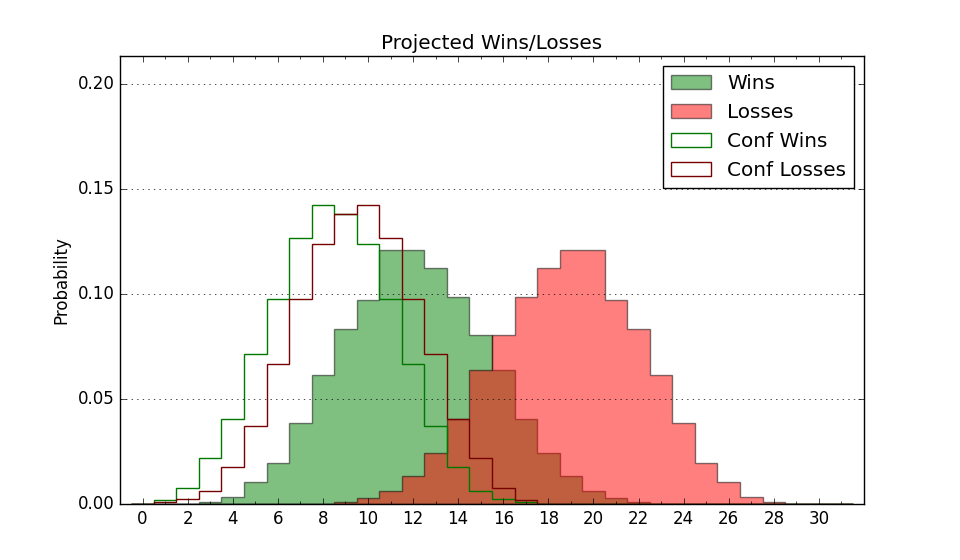 Projected Wins/Losses
Wins
Losses
Conf Wins
Conf Losses
Probability
0.20
0.15
0.10
0.05
0.00
0 2 4 6 8 10 12 14 16 18 20 22 24 26 28 30